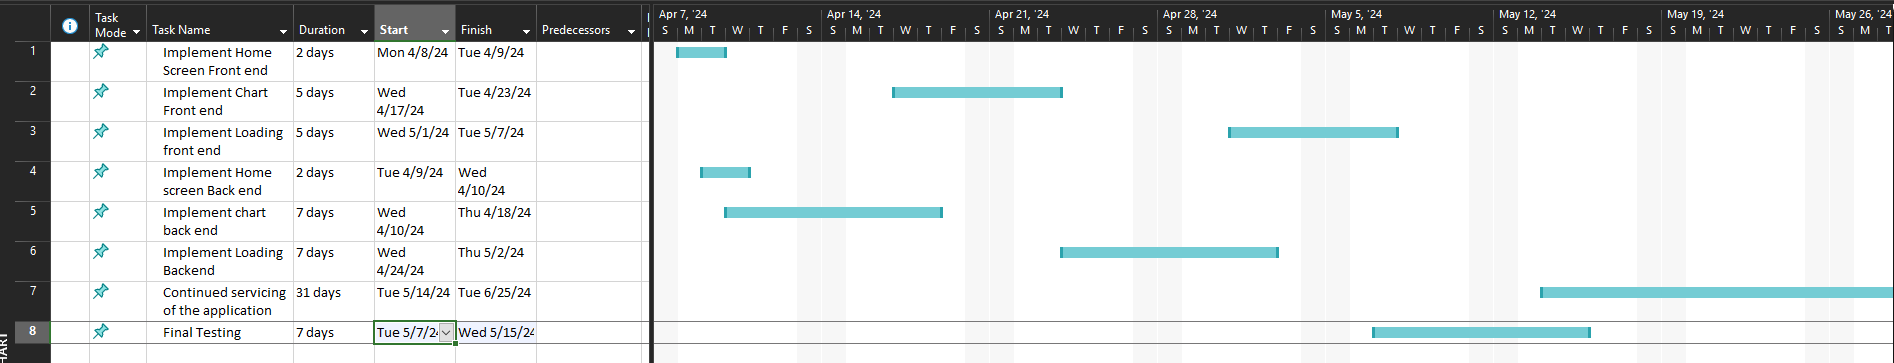 Task Mode Task Name Duration Start Finish Predecessors
Apr 7, '24 Apr 14, '24 Apr 21, '24 Apr 28, '24 May 5, '24 May 12, '24 May 19, '24 May 26, '24
S M T W T F S S M T W T F S S M T W T F S S M T W T F S S M T W T F S S M T W T F S S M T W T F S S M T
1 Implement Home Screen Front end 2 days Mon 4/8/24 Tue 4/9/24
2 Implement Chart Front end 5 days Wed 4/17/24 Tue 4/23/24
3 Implement Loading front end 5 days Wed 5/1/24 Tue 5/7/24
4 Implement Home screen Back end 2 days Tue 4/9/24 Wed 4/10/24
5 Implement chart back end 7 days Wed 4/10/24 Thu 4/18/24
6 Implement Loading Backend 7 days Wed 4/24/24 Thu 5/2/24
7 Continued servicing of the application 31 days Tue 5/14/24 Tue 6/25/24
8 Final Testing 7 days Tue 5/7/24 Wed 5/15/24